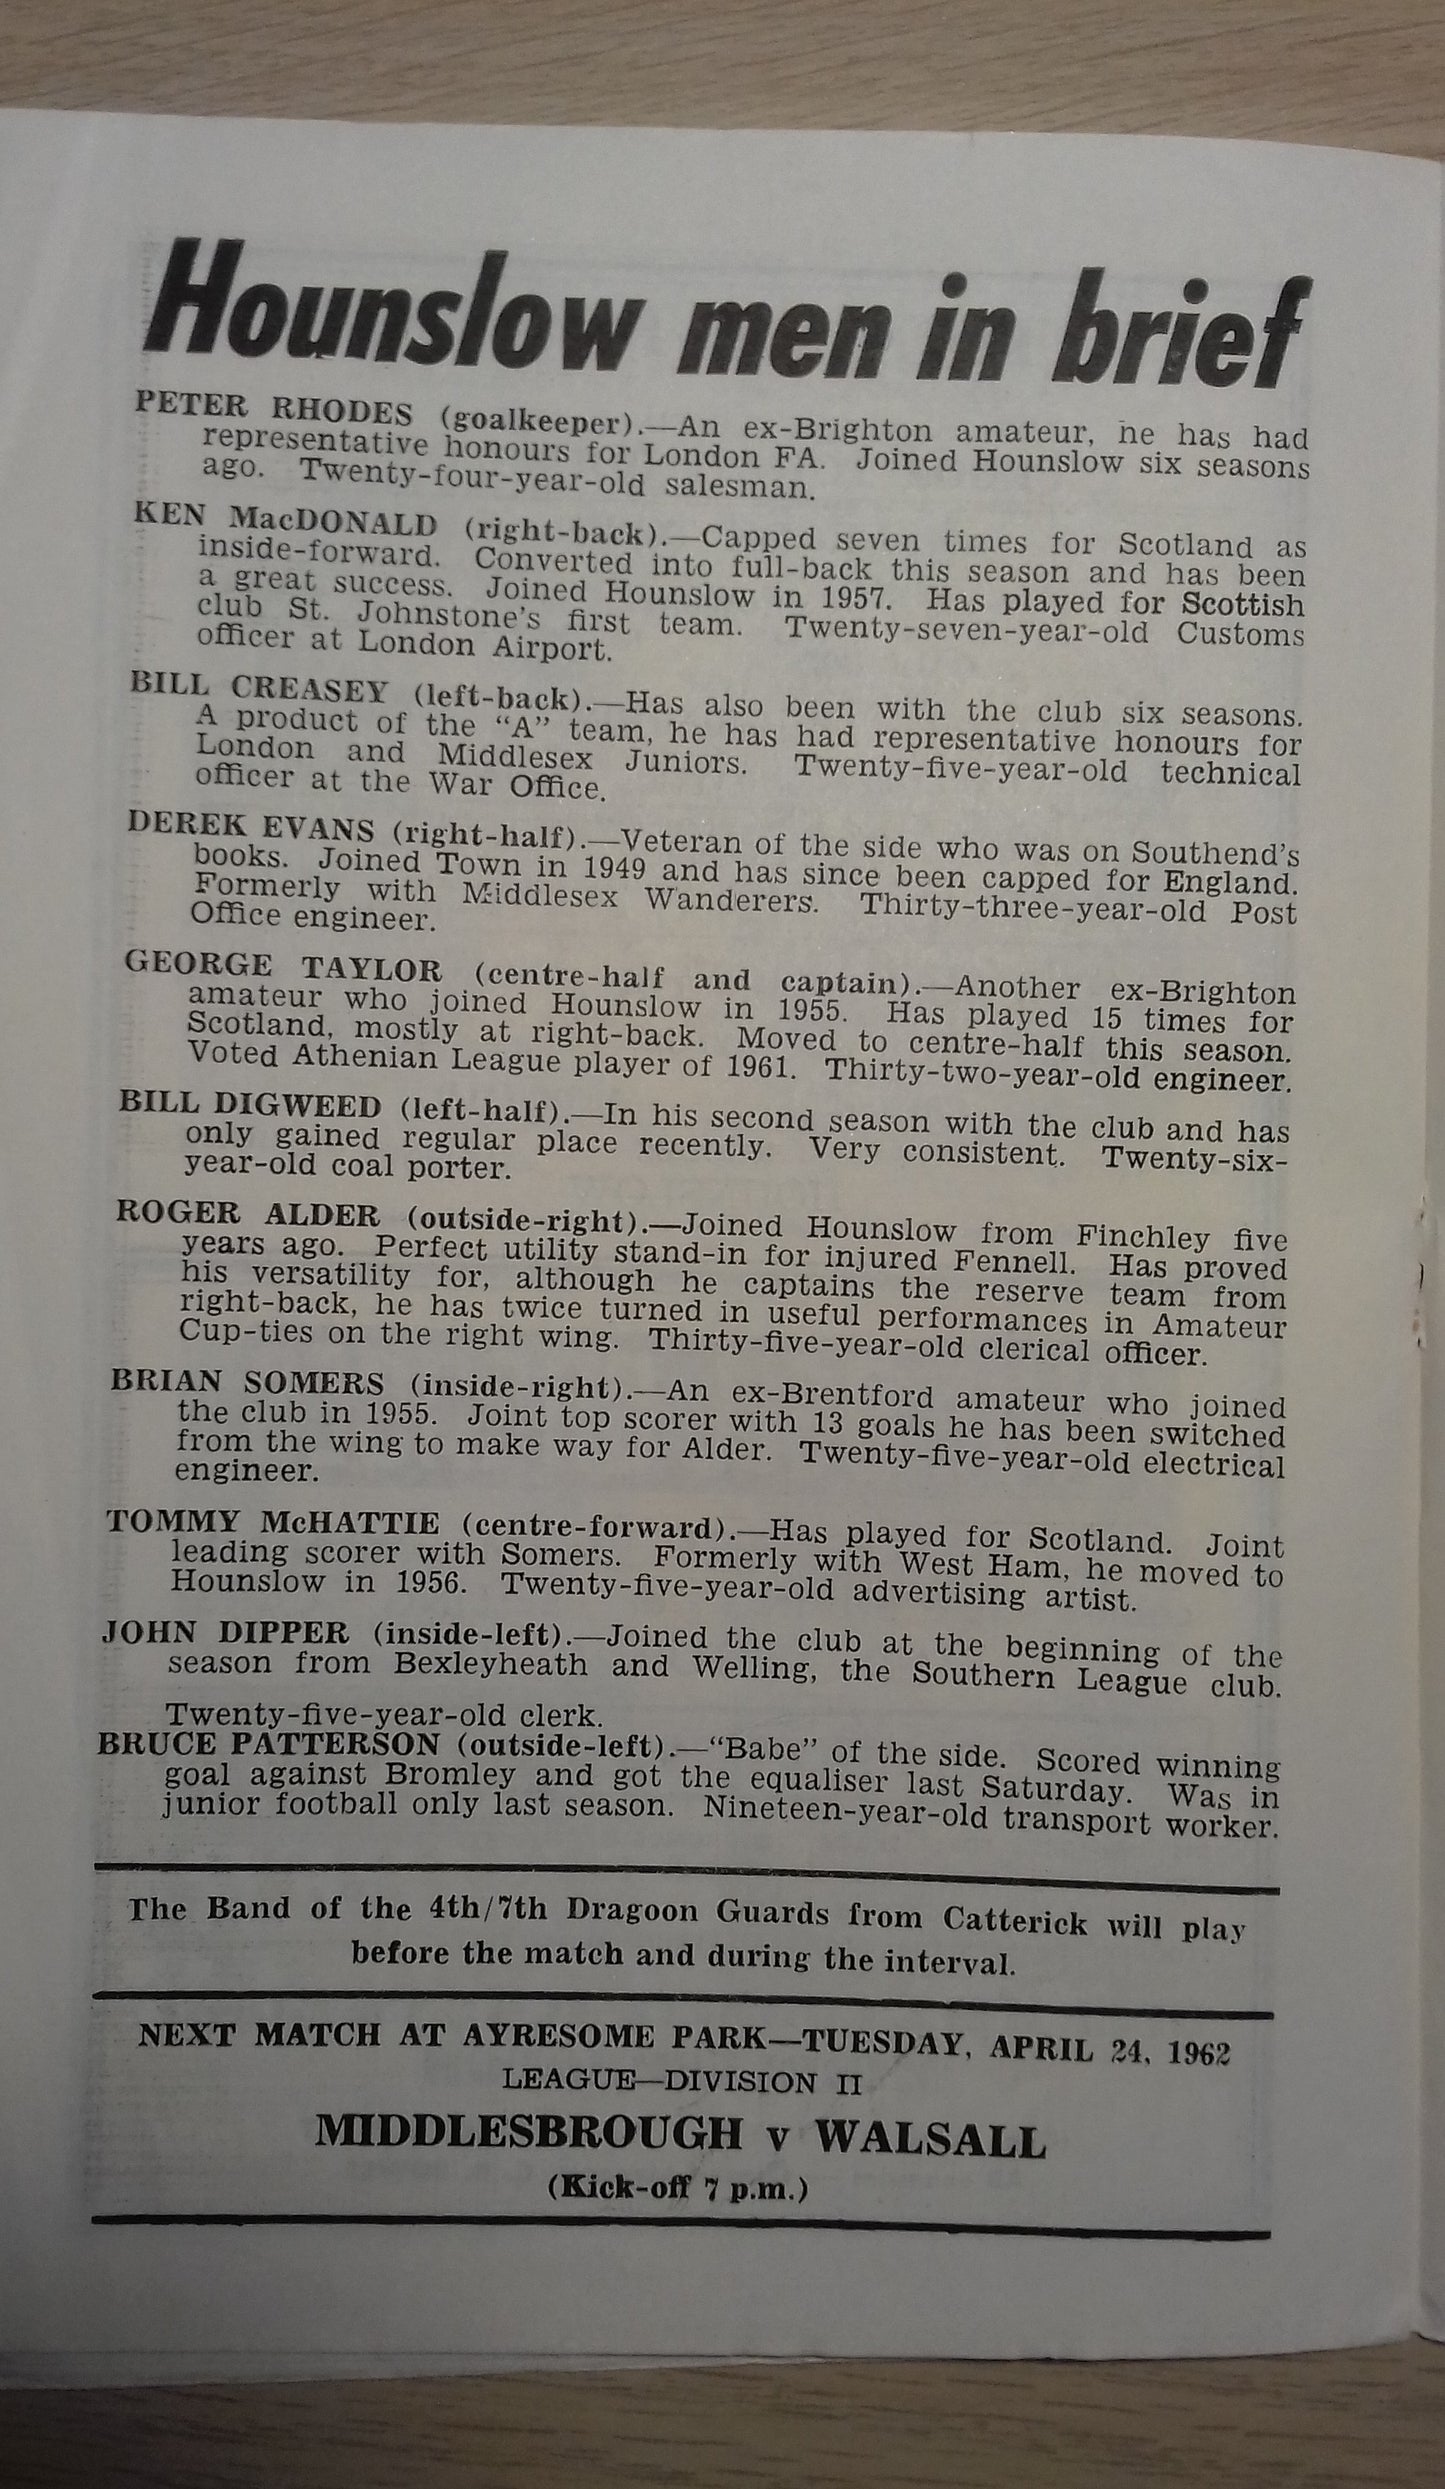 Hounslow men in brief
PETER RHODES (goalkeeper).—An ex-Brighton amateur, he has had
representative honours for London FA. Joined Hounslow six seasons
ago. Twenty-four-year-old salesman.
KEN MacDONALD (right-back).—Capped seven times for Scotland as
inside-forward. Converted into full-back this season and has been
a great success. Joined Hounslow in 1957. Has played for Scottish
club St. Johnstone's first team. Twenty-seven-year-old Customs
officer at London Airport.
BILL CREASEY (left-back).—Has also been with the club six seasons.
A product of the "A" team, he has had representative honours for
London and Middlesex Juniors. Twenty-five-year-old technical
officer at the War Office.
DEREK EVANS (right-half).—Veteran of the side who was on Southend's
books. Joined Town in 1949 and has since been capped for England.
Formerly with Middlesex Wanderers. Thirty-three-year-old Post
Office engineer.
GEORGE TAYLOR (centre-half and captain).—Another ex-Brighton
amateur who joined Hounslow in 1955. Has played 15 times for
Scotland, mostly at right-back. Moved to centre-half this season.
Voted Athenian League player of 1961. Thirty-two-year-old engineer.
BILL DIGWEED (left-half).—In his second season with the club and has
only gained regular place recently. Very consistent. Twenty-six-
year-old coal porter.
ROGER ALDER (outside-right).—Joined Hounslow from Finchley five
years ago. Perfect utility stand-in for injured Fennell. Has proved
his versatility for, although he captains the reserve team from
right-back, he has twice turned in useful performances in Amateur
Cup-ties on the right wing. Thirty-five-year-old clerical officer.
BRIAN SOMERS (inside-right).—An ex-Brentford amateur who joined
the club in 1955. Joint top scorer with 13 goals he has been switched
from the wing to make way for Alder. Twenty-five-year-old electrical
engineer.
TOMMY McHATTIE (centre-forward).—Has played for Scotland. Joint
leading scorer with Somers. Formerly with West Ham, he moved to
Hounslow in 1956. Twenty-five-year-old advertising artist.
JOHN DIPPER (inside-left).—Joined the club at the beginning of the
season from Bexleyheath and Welling, the Southern League club.
Twenty-five-year-old clerk.
BRUCE PATTERSON (outside-left).—"Babe" of the side. Scored winning
goal against Bromley and got the equaliser last Saturday. Was in
junior football only last season. Nineteen-year-old transport worker.
The Band of the 4th/7th Dragoon Guards from Catterick will play
before the match and during the interval.
NEXT MATCH AT AYRESOME PARK—TUESDAY, APRIL 24, 1962
LEAGUE—DIVISION II
MIDDLESBROUGH v WALSALL
(Kick-off 7 p.m.)